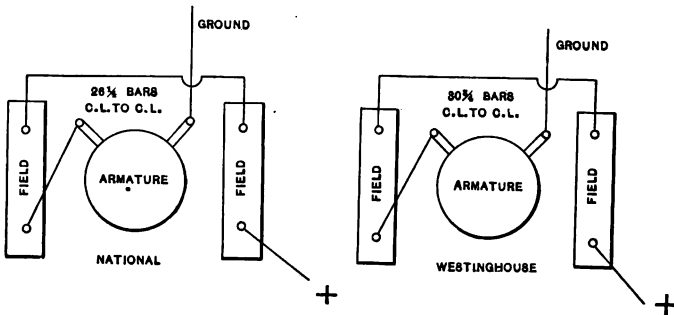 GROUND
26¼ BARS
C.L. TO C.L.
FIELD
ARMATURE
FIELD
NATIONAL
+
GROUND
30¾ BARS
C.L. TO C.L.
FIELD
ARMATURE
FIELD
WESTINGHOUSE
+